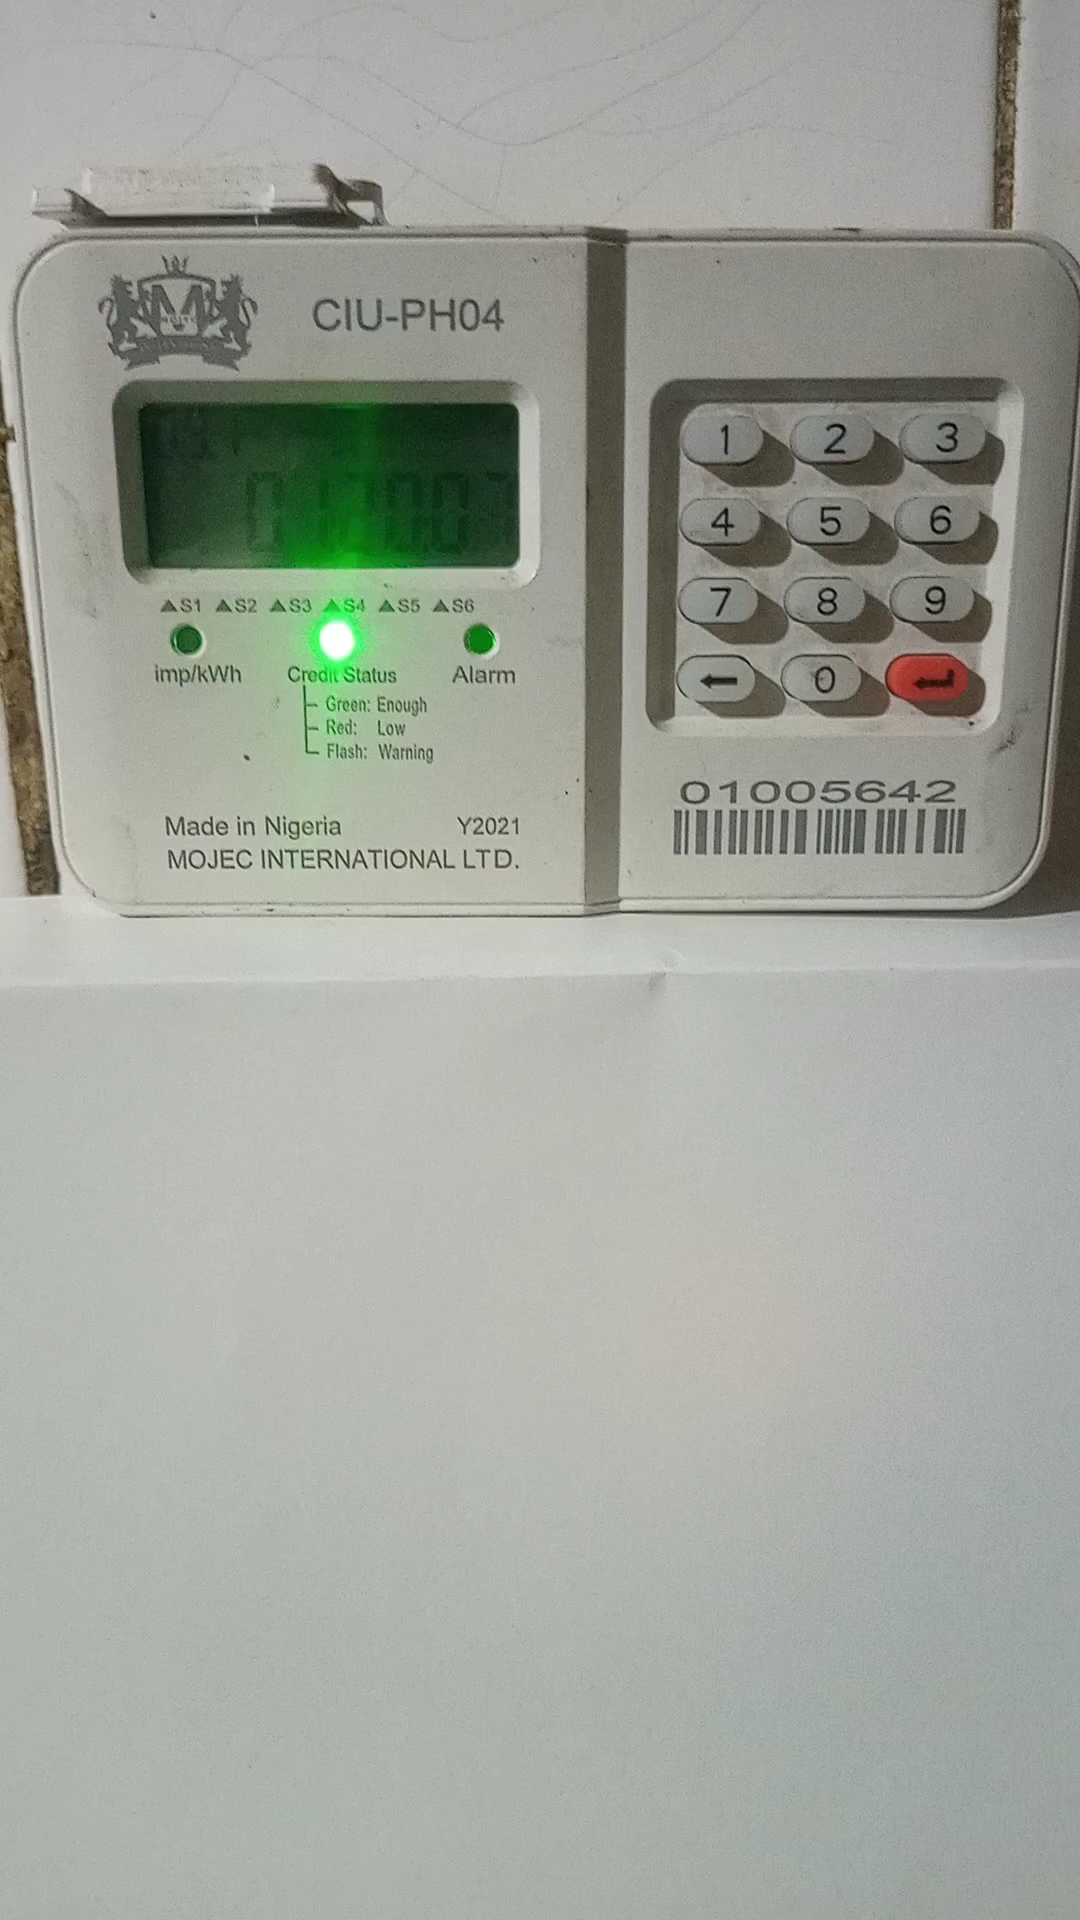 CIU-PH04
▲S1 ▲S2 ▲S3 ▲S4 ▲S5 ▲S6
imp/kWh Credit Status Alarm
Green: Enough
Red: Low
Flash: Warning
Made in Nigeria Y2021
MOJEC INTERNATIONAL LTD.
1 2 3
4 5 6
7 8 9
← 0 ↵
01005642